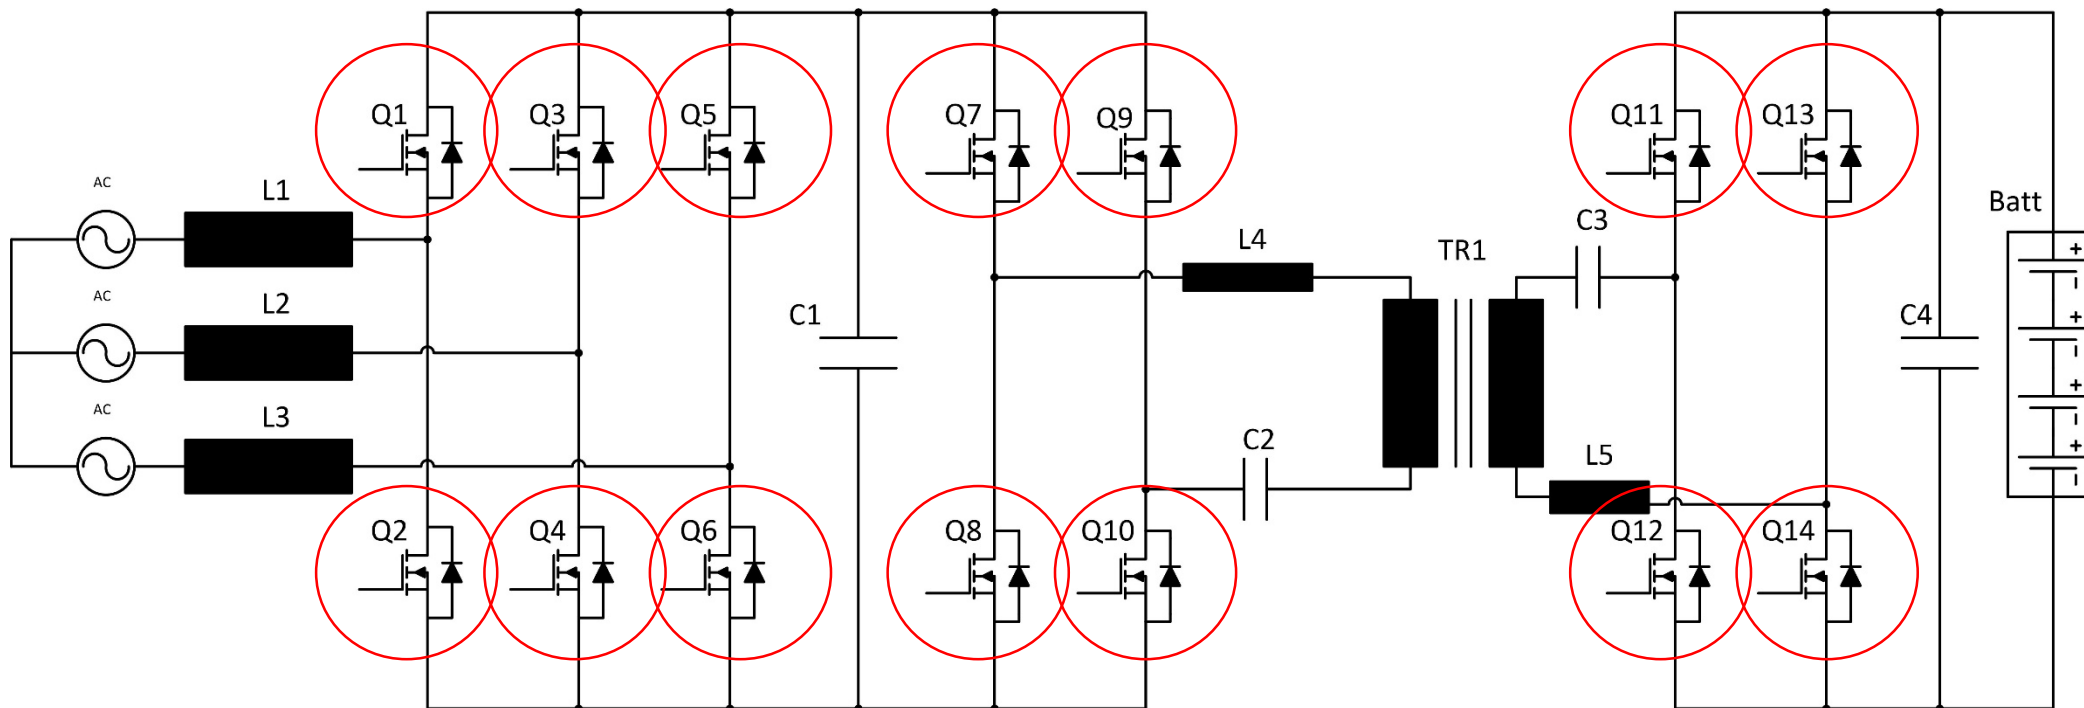 Q1
Q3
Q5
Q7
Q9
Q11
Q13
AC
L1
Batt
C3
L4
TR1
+
-
AC
L2
C1
C4
+
-
AC
L3
C2
L5
+
-
+
-
Q2
Q4
Q6
Q8
Q10
Q12
Q14